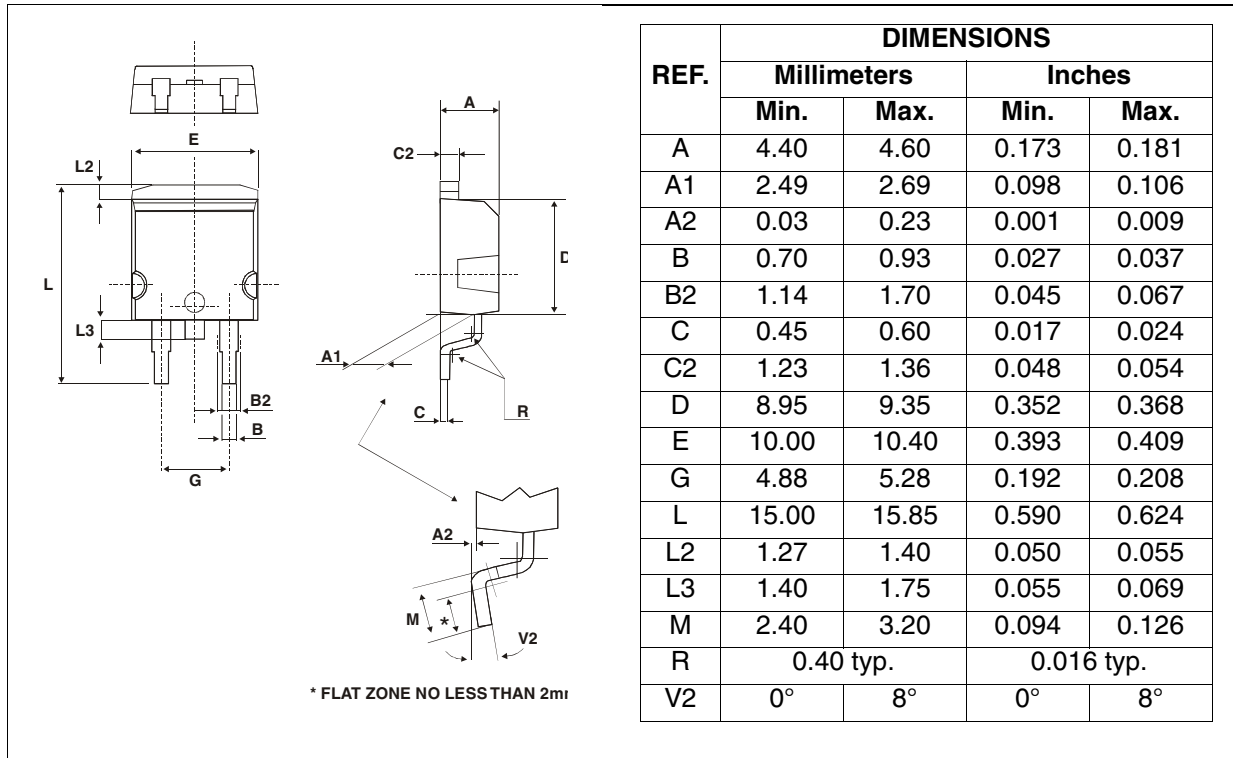 A
C2
E
L2
D
L
L3
A1
B2
C
R
B
G
A2
M
*
V2
* FLAT ZONE NO LESS THAN 2m
REF. DIMENSIONS
Millimeters Inches
Min. Max. Min. Max.
A 4.40 4.60 0.173 0.181
A1 2.49 2.69 0.098 0.106
A2 0.03 0.23 0.001 0.009
B 0.70 0.93 0.027 0.037
B2 1.14 1.70 0.045 0.067
C 0.45 0.60 0.017 0.024
C2 1.23 1.36 0.048 0.054
D 8.95 9.35 0.352 0.368
E 10.00 10.40 0.393 0.409
G 4.88 5.28 0.192 0.208
L 15.00 15.85 0.590 0.624
L2 1.27 1.40 0.050 0.055
L3 1.40 1.75 0.055 0.069
M 2.40 3.20 0.094 0.126
R 0.40 typ. 0.016 typ.
V2 0° 8° 0° 8°